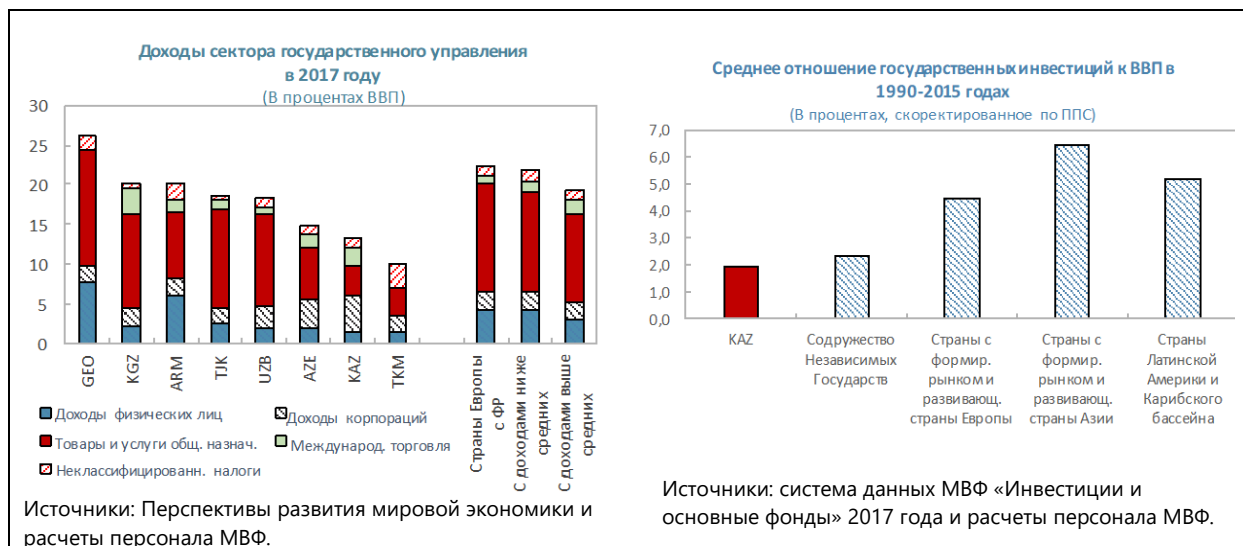 Доходы сектора государственного управления
в 2017 году
(В процентах ВВП)
30
25
20
15
10
5
0
GEO
KGZ
ARM
TJK
UZB
AZE
KAZ
TKM
Страны Европы
с ФР
С доходами ниже
средних
С доходами выше
средних
Доходы физических лиц
Доходы корпораций
Товары и услуги общ. назнач.
Международ. торговля
Неклассифицированн. налоги
Источники: Перспективы развития мировой экономики и
расчеты персонала МВФ.
Среднее отношение государственных инвестиций к ВВП в
1990-2015 годах
(В процентах, скоректированное по ППС)
7,0
6,0
5,0
4,0
3,0
2,0
1,0
0,0
KAZ
Содружество
Независимых
Государств
Страны с
формир.
рынком и
развивающ.
страны Европы
Страны с
формир.
рынком и
развивающ.
страны Азии
Страны
Латинской
Америки и
Карибского
бассейна
Источники: система данных МВФ «Инвестиции и
основные фонды» 2017 года и расчеты персонала МВФ.